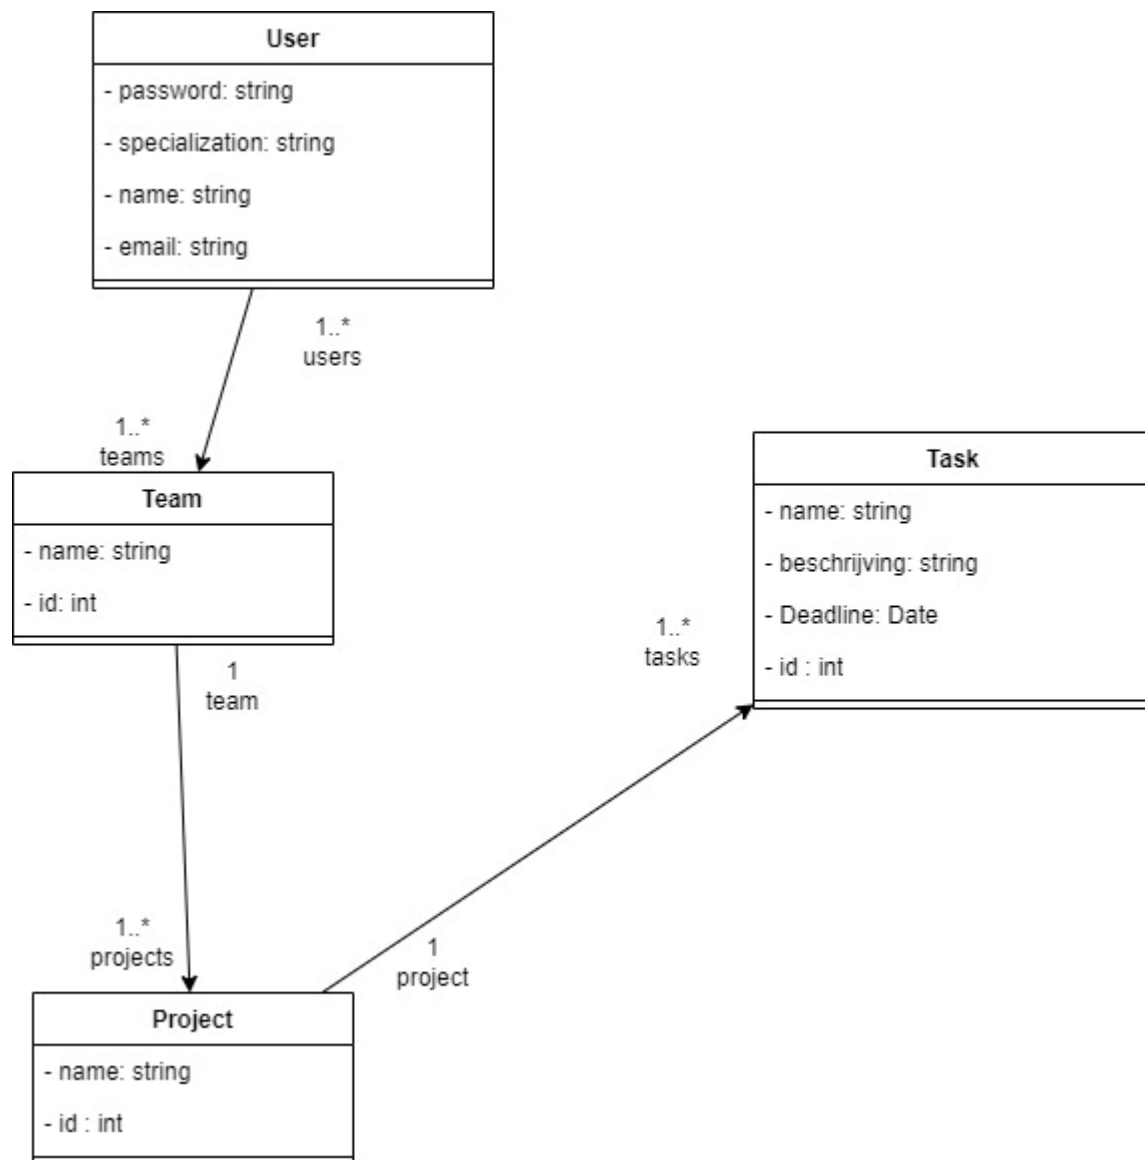 User
- password: string
- specialization: string
- name: string
- email: string
1..*
users
1..*
teams
Team
- name: string
- id: int
1
team
Task
- name: string
- beschrijving: string
- Deadline: Date
- id : int
1..*
tasks
1..*
projects
1
project
Project
- name: string
- id : int